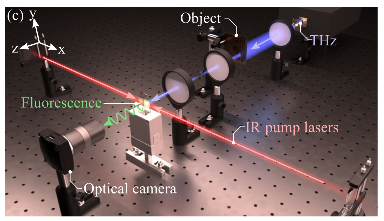 (c)
y
z
x
Object
THz
Fluorescence
IR pump lasers
Optical camera